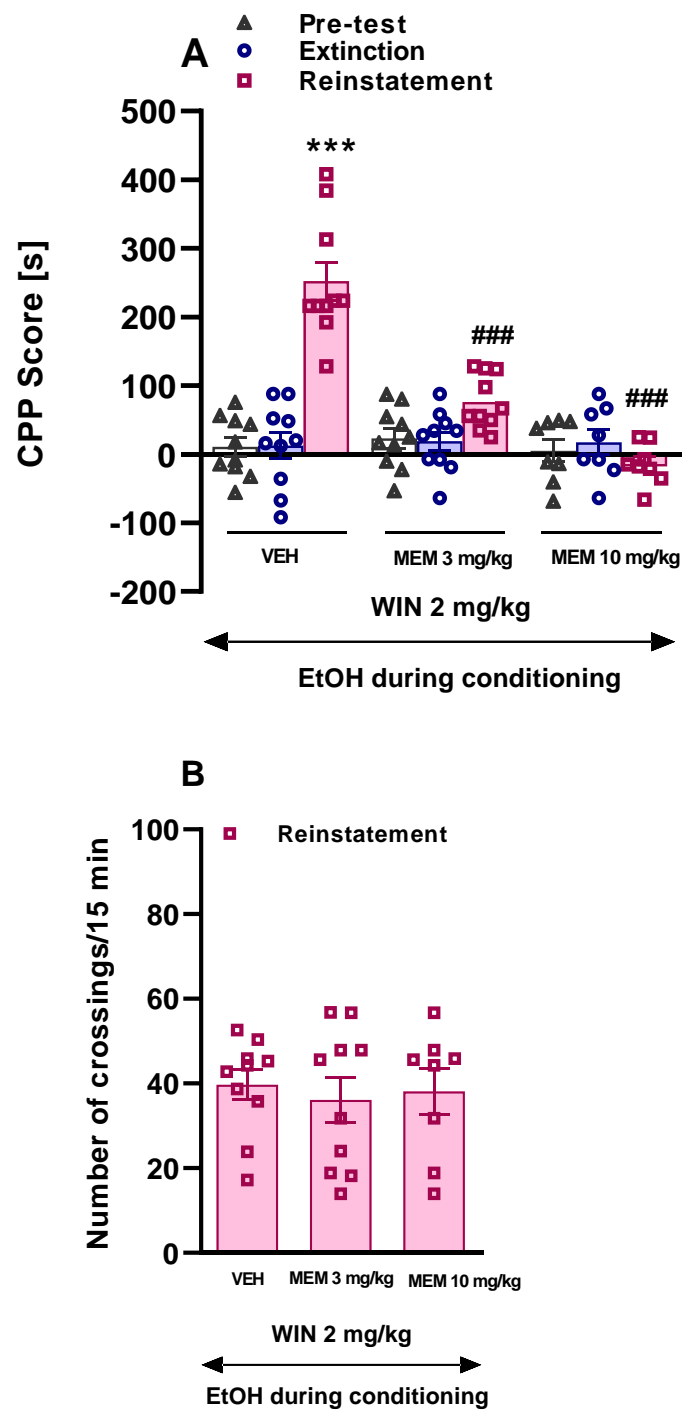 A
Pre-test
Extinction
Reinstatement
CPP Score [s]
500
400
300
200
100
0
-100
-200
***
###
###
VEH
MEM 3 mg/kg
MEM 10 mg/kg
WIN 2 mg/kg
EtOH during conditioning
B
Reinstatement
Number of crossings/15 min
100
80
60
40
20
0
VEH
MEM 3 mg/kg
MEM 10 mg/kg
WIN 2 mg/kg
EtOH during conditioning